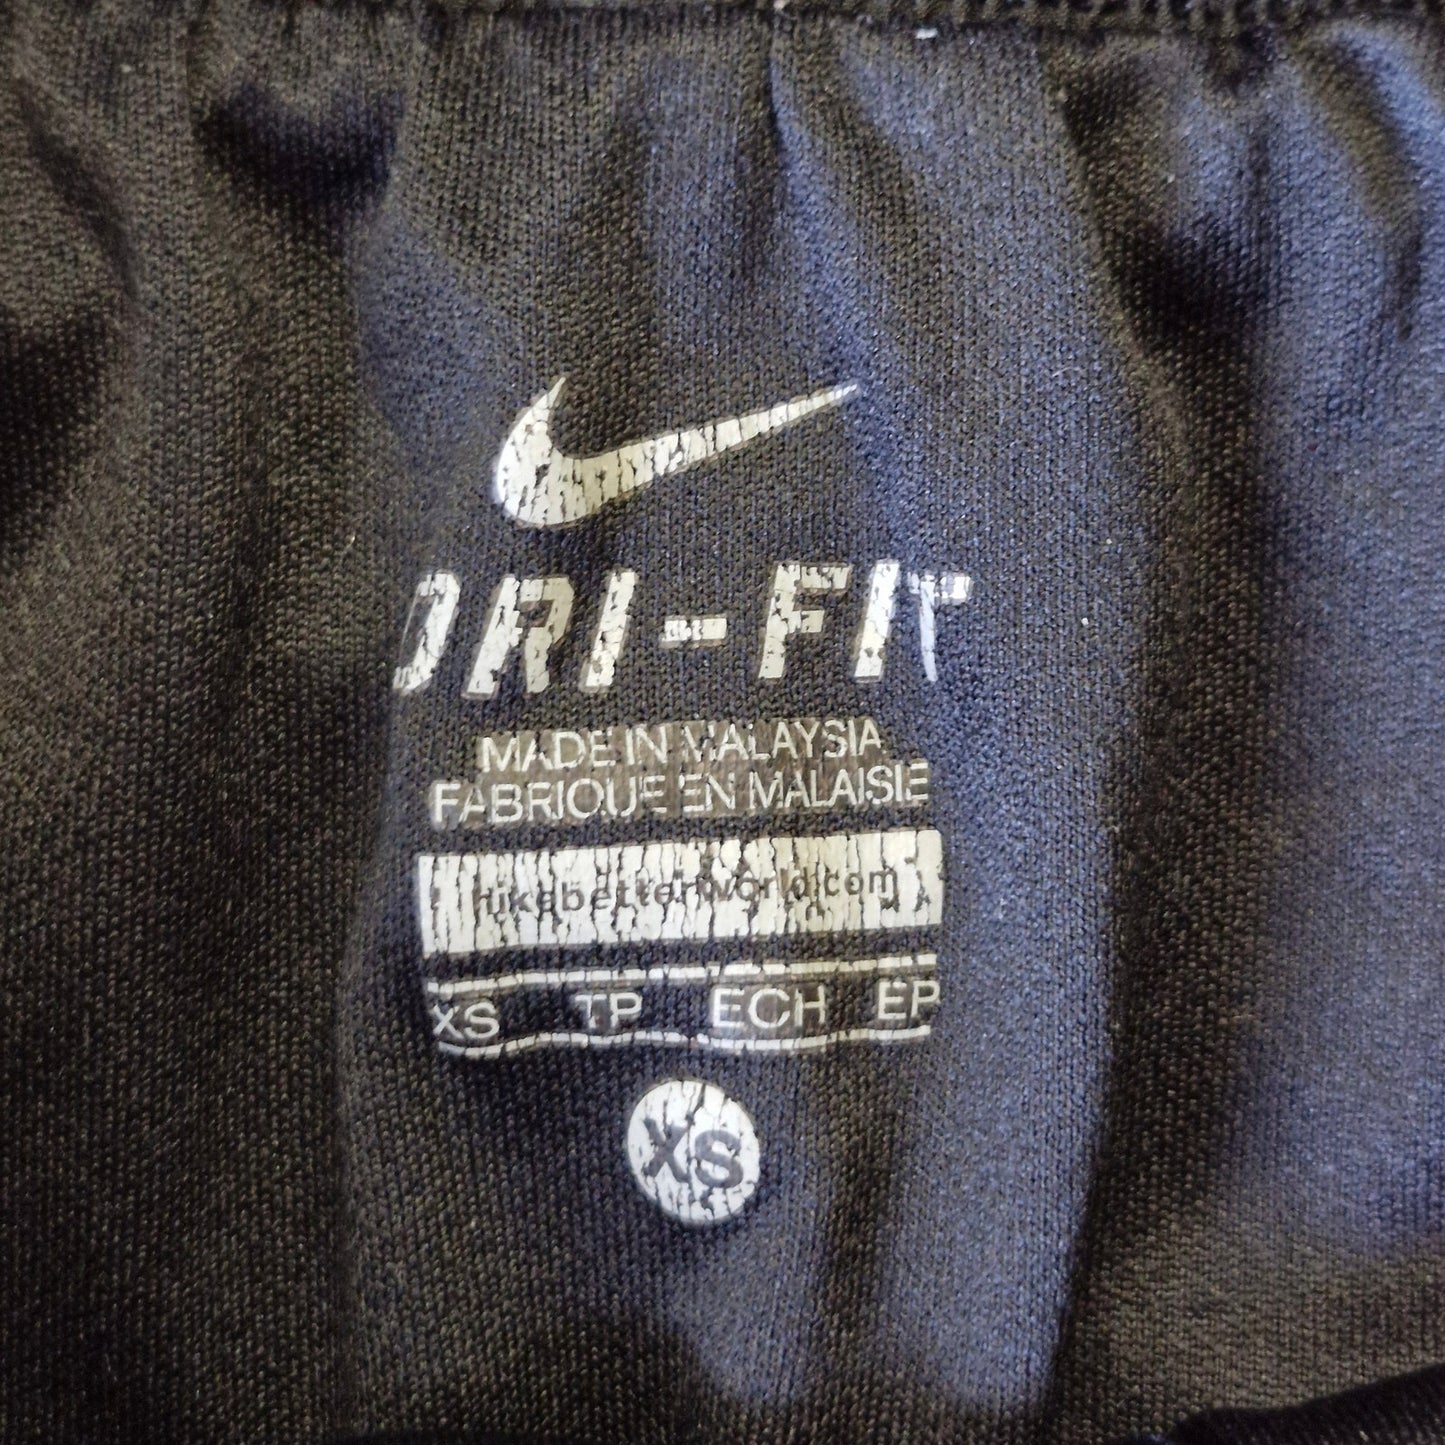 DRI-FIT
MADE IN MALAYSIA
FABRIQUE EN MALAISIE
nikebetterworld.com
XS TP ECH EP
XS